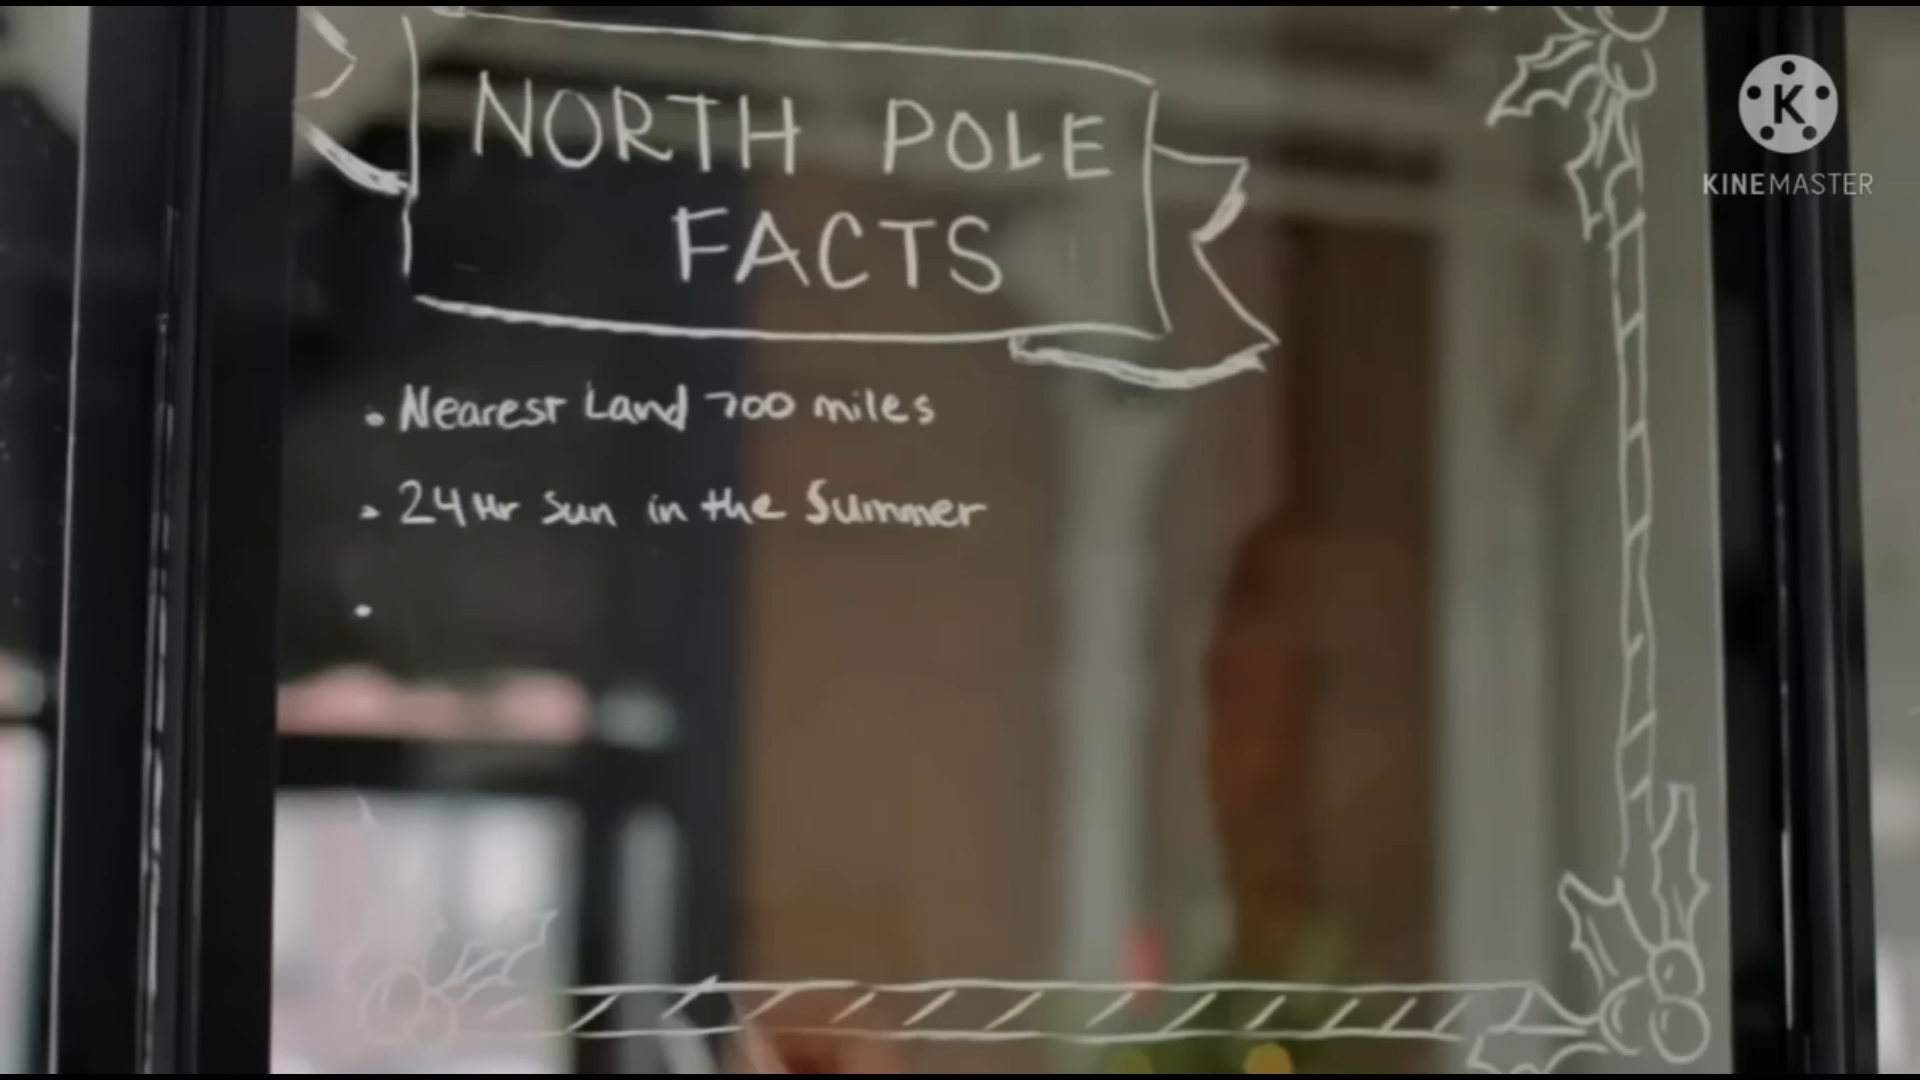 NORTH POLE
FACTS
• Nearest Land 700 miles
• 24 Hr Sun in the Summer
•
KINEMASTER